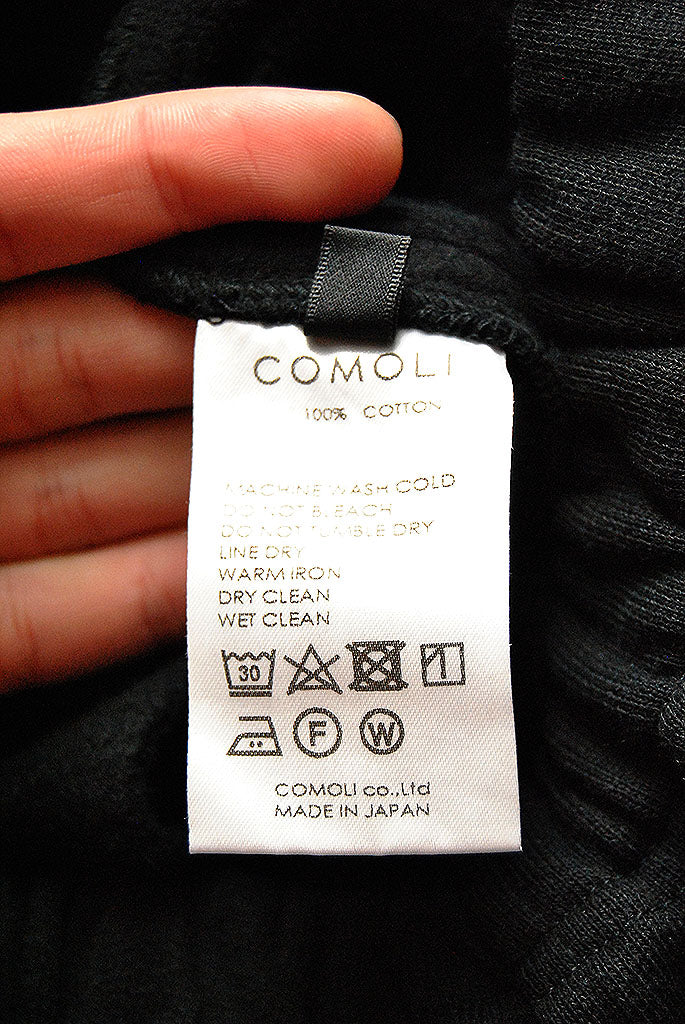 COMOLI
100% COTTON
MACHINE WASH COLD
DO NOT BLEACH
DO NOT TUMBLE DRY
LINE DRY
WARM IRON
DRY CLEAN
WET CLEAN
30
F W
COMOLI co.,Ltd
MADE IN JAPAN